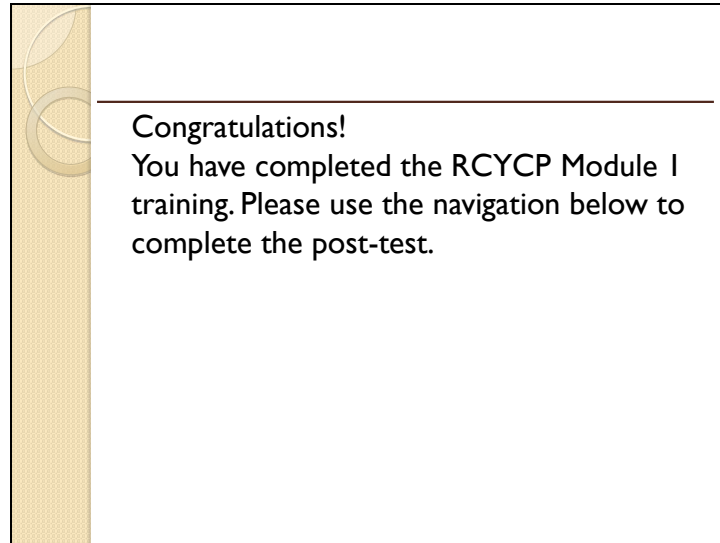 Congratulations!
You have completed the RCYCP Module 1
training. Please use the navigation below to
complete the post-test.